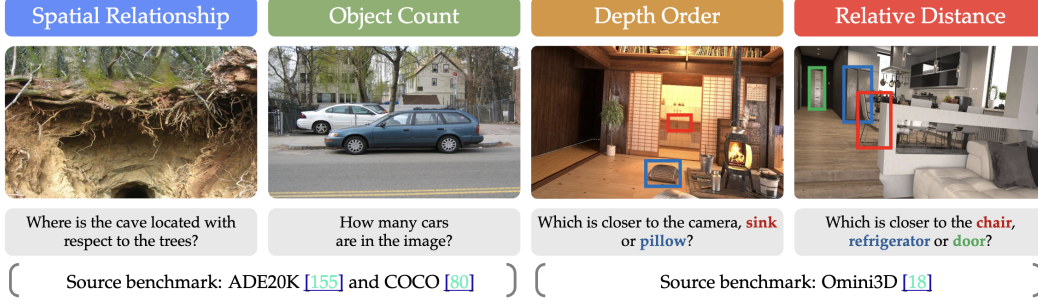 Spatial Relationship
Object Count
Depth Order
Relative Distance
Where is the cave located with
respect to the trees?
How many cars
are in the image?
Which is closer to the camera, sink
or pillow?
Which is closer to the chair,
refrigerator or door?
Source benchmark: ADE20K [155] and COCO [80]
Source benchmark: Omini3D [18]